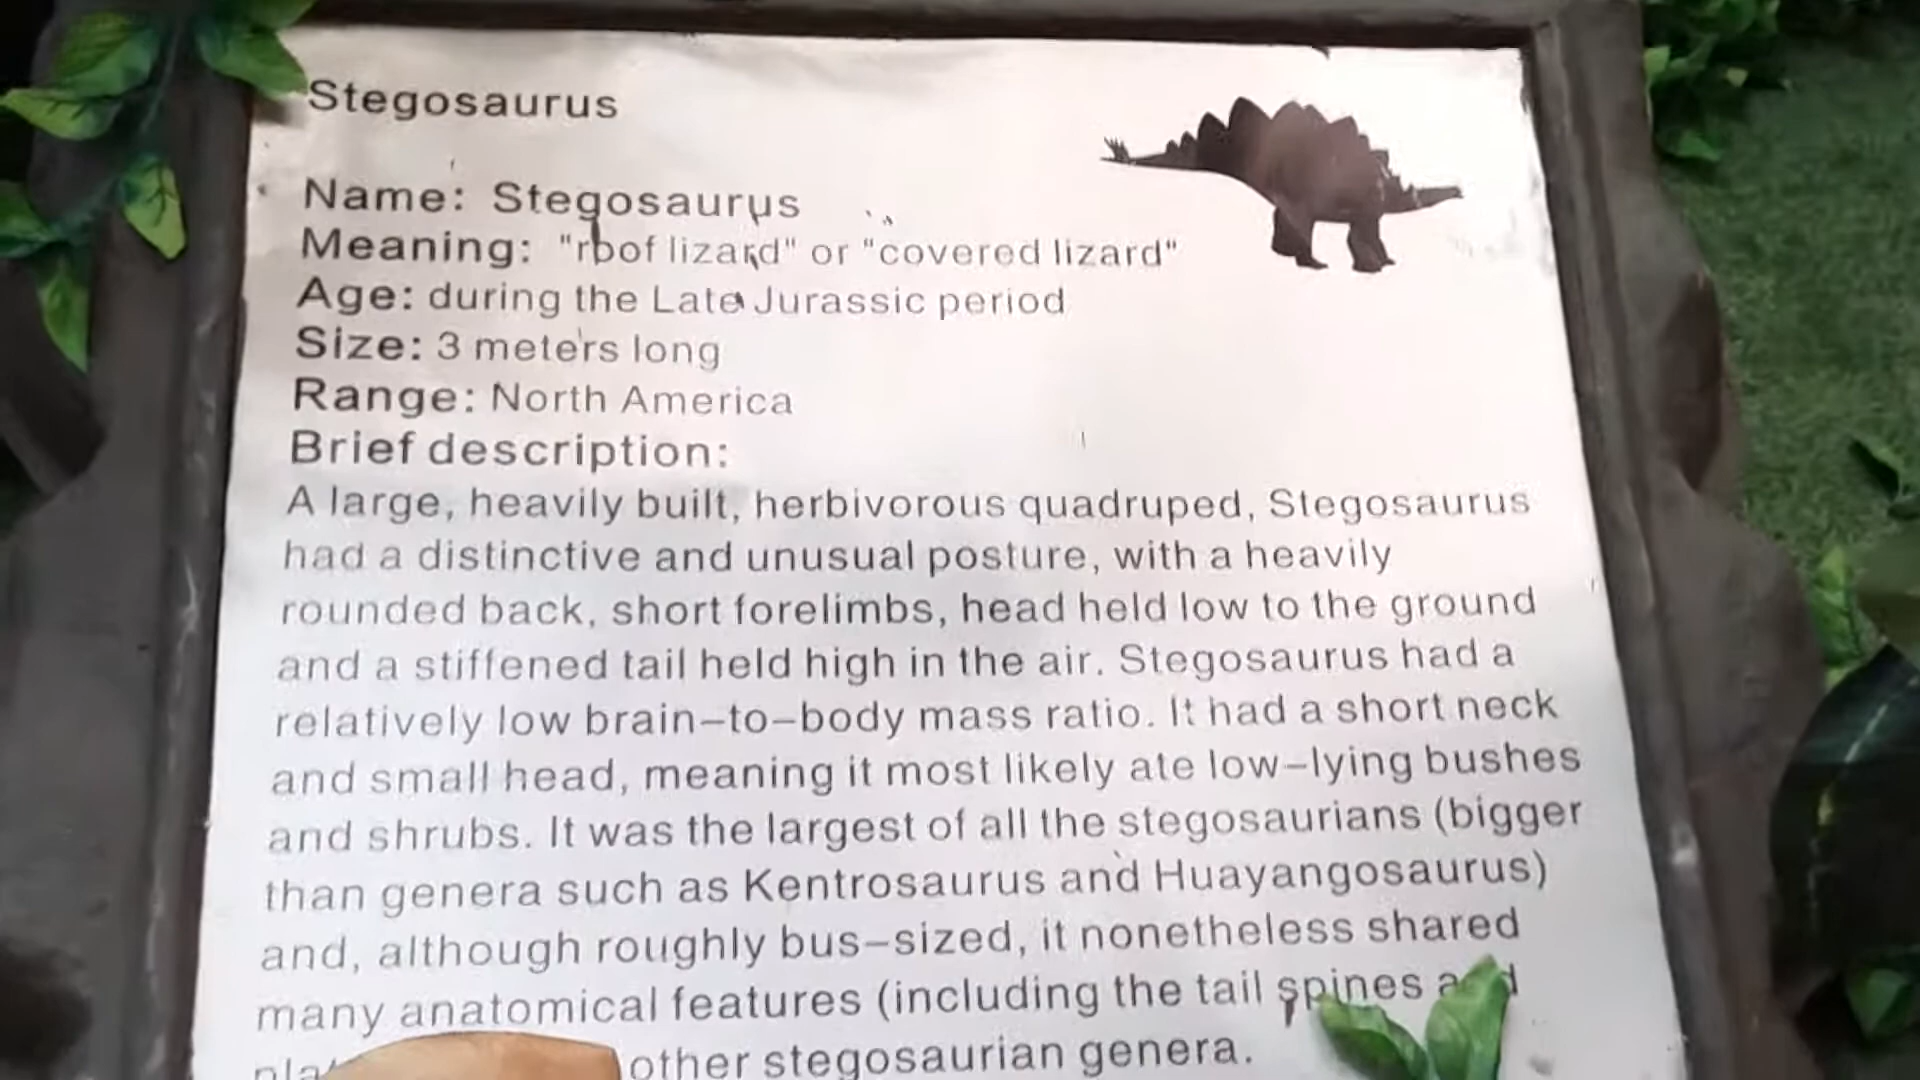 Stegosaurus
Name: Stegosaurus
Meaning: "roof lizard" or "covered lizard"
Age: during the Late Jurassic period
Size: 3 meters long
Range: North America
Brief description:
A large, heavily built, herbivorous quadruped, Stegosaurus
had a distinctive and unusual posture, with a heavily
rounded back, short forelimbs, head held low to the ground
and a stiffened tail held high in the air. Stegosaurus had a
relatively low brain–to–body mass ratio. It had a short neck
and small head, meaning it most likely ate low–lying bushes
and shrubs. It was the largest of all the stegosaurians (bigger
than genera such as Kentrosaurus and Huayangosaurus)
and, although roughly bus–sized, it nonetheless shared
many anatomical features (including the tail spines and
other stegosaurian genera.